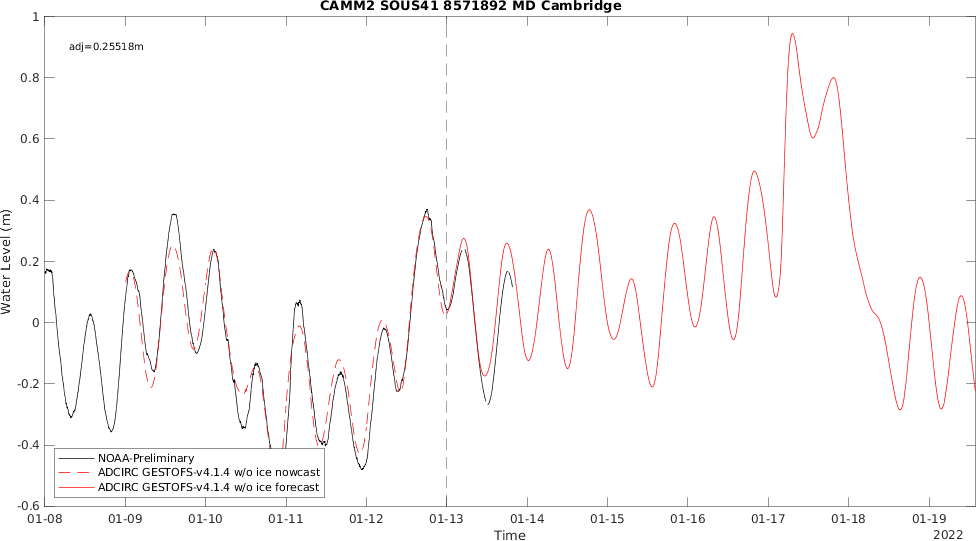 CAMM2 SOUS41 8571892 MD Cambridge
adj=0.25518m
Water Level (m)
1
0.8
0.6
0.4
0.2
0
-0.2
-0.4
-0.6
NOAA-Preliminary
ADCIRC GESTOFS-v4.1.4 w/o ice nowcast
ADCIRC GESTOFS-v4.1.4 w/o ice forecast
01-08 01-09 01-10 01-11 01-12 01-13 01-14 01-15 01-16 01-17 01-18 01-19
Time
2022